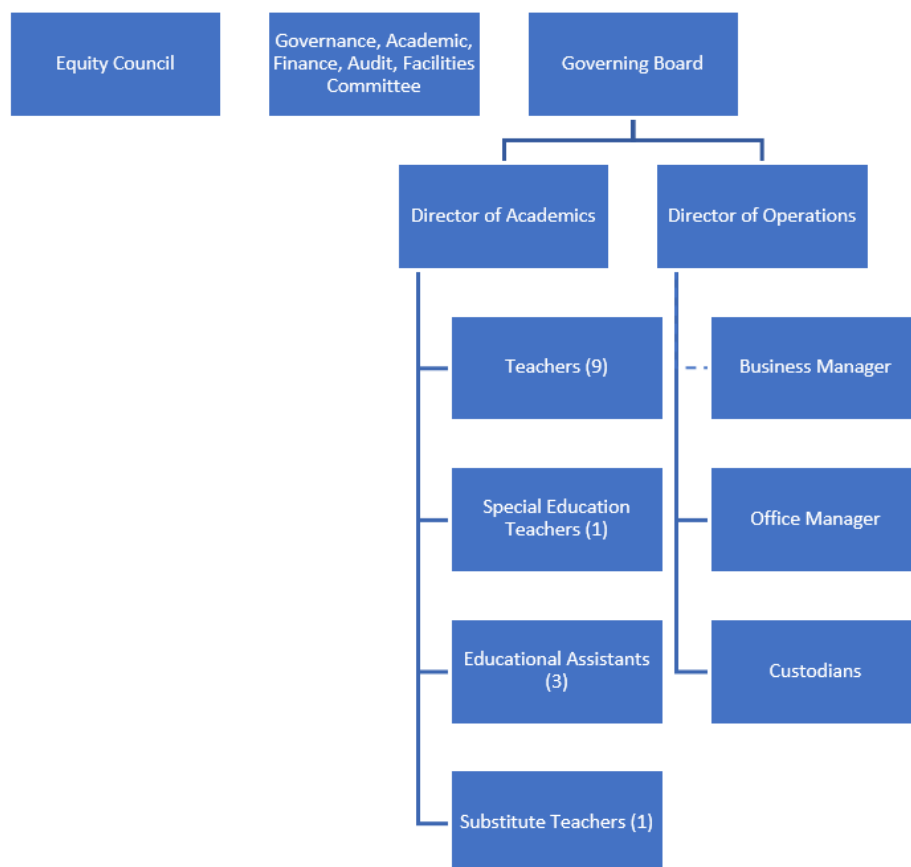 Equity Council
Governance, Academic,
Finance, Audit, Facilities
Committee
Governing Board
Director of Academics
Director of Operations
Teachers (9)
Business Manager
Special Education
Teachers (1)
Office Manager
Educational Assistants
(3)
Custodians
Substitute Teachers (1)